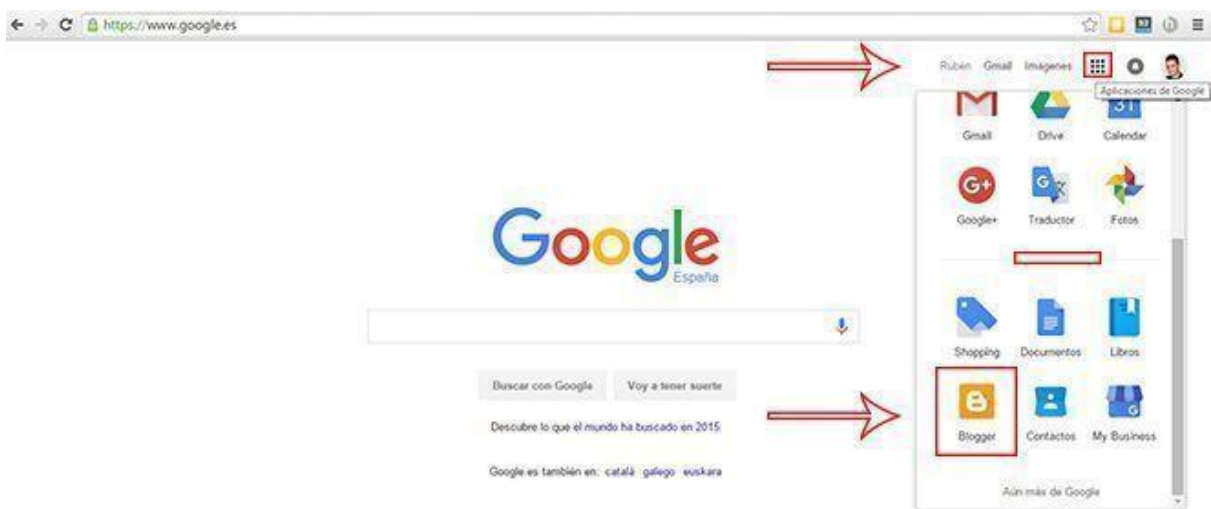 https://www.google.es
Rubén Gmail Imágenes
Aplicaciones de Google
31
Gmail Drive Calendar
G+ G
Google+ Traductor Fotos
Google
España
Shopping Documentos Libros
Buscar con Google Voy a tener suerte
G
Blogger Contactos My Business
Descubre lo que el mundo ha buscado en 2015
Google es también en: català galego euskara
Aún más de Google